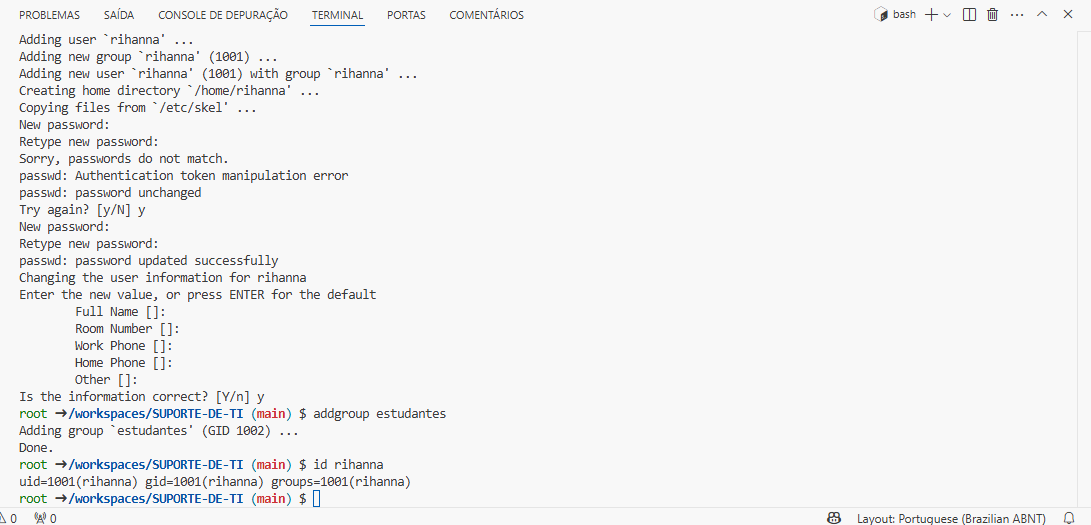 PROBLEMAS SAÍDA CONSOLE DE DEPURAÇÃO TERMINAL PORTAS COMENTÁRIOS bash
Adding user `rihanna' ...
Adding new group `rihanna' (1001) ...
Adding new user `rihanna' (1001) with group `rihanna' ...
Creating home directory `/home/rihanna' ...
Copying files from `/etc/skel' ...
New password:
Retype new password:
Sorry, passwords do not match.
passwd: Authentication token manipulation error
passwd: password unchanged
Try again? [y/N] y
New password:
Retype new password:
passwd: password updated successfully
Changing the user information for rihanna
Enter the new value, or press ENTER for the default
Full Name []:
Room Number []:
Work Phone []:
Home Phone []:
Other []:
Is the information correct? [Y/n] y
root ➜/workspaces/SUPORTE-DE-TI (main) $ addgroup estudantes
Adding group `estudantes' (GID 1002) ...
Done.
root ➜/workspaces/SUPORTE-DE-TI (main) $ id rihanna
uid=1001(rihanna) gid=1001(rihanna) groups=1001(rihanna)
root ➜/workspaces/SUPORTE-DE-TI (main) $
0 0 Layout: Portuguese (Brazilian ABNT)